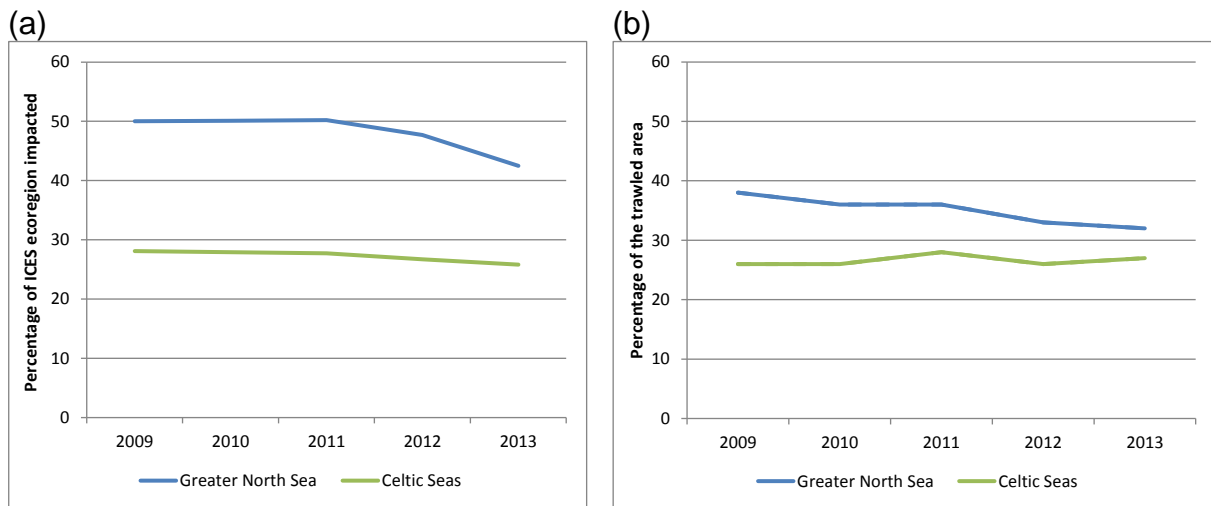 (a)
Percentage of ICES ecoregion impacted
60
50
40
30
20
10
0
2009 2010 2011 2012 2013
Greater North Sea Celtic Seas
(b)
Percentage of the trawled area
60
50
40
30
20
10
0
2009 2010 2011 2012 2013
Greater North Sea Celtic Seas